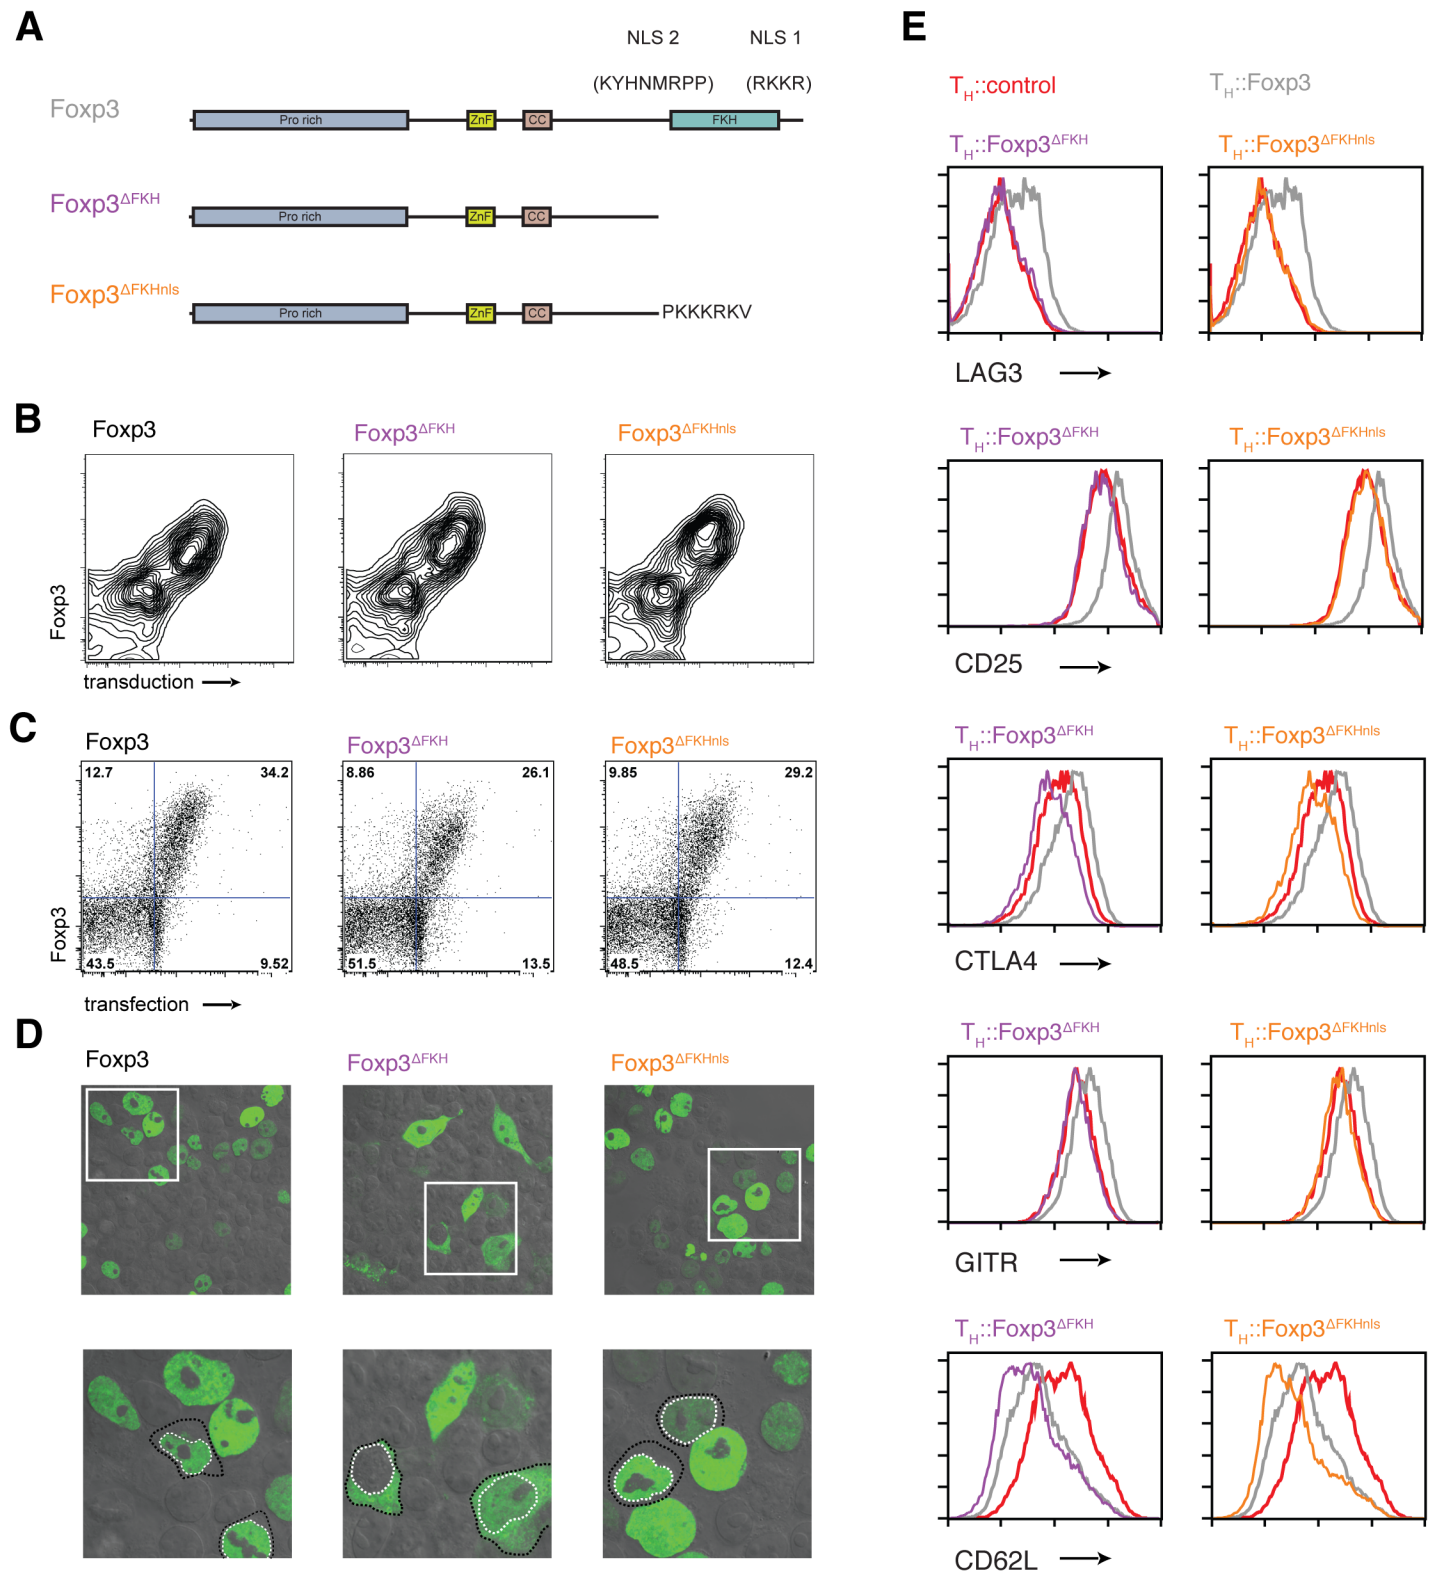 A
NLS 2 NLS 1
(KYHNMRPP) (RKKR)
Foxp3 Pro rich ZnF CC FKH
Foxp3ΔFKH Pro rich ZnF CC
Foxp3ΔFKHnls Pro rich ZnF CC PKKKRKV
B
Foxp3 Foxp3ΔFKH Foxp3ΔFKHnls
Foxp3
transduction
C
Foxp3 Foxp3ΔFKH Foxp3ΔFKHnls
12.7 34.2 8.86 26.1 9.85 29.2
Foxp3
43.5 9.52 51.5 13.5 48.5 12.4
transfection
D
Foxp3 Foxp3ΔFKH Foxp3ΔFKHnls
E
TH::control TH::Foxp3
TH::Foxp3ΔFKH TH::Foxp3ΔFKHnls
LAG3
TH::Foxp3ΔFKH TH::Foxp3ΔFKHnls
CD25
TH::Foxp3ΔFKH TH::Foxp3ΔFKHnls
CTLA4
TH::Foxp3ΔFKH TH::Foxp3ΔFKHnls
GITR
TH::Foxp3ΔFKH TH::Foxp3ΔFKHnls
CD62L